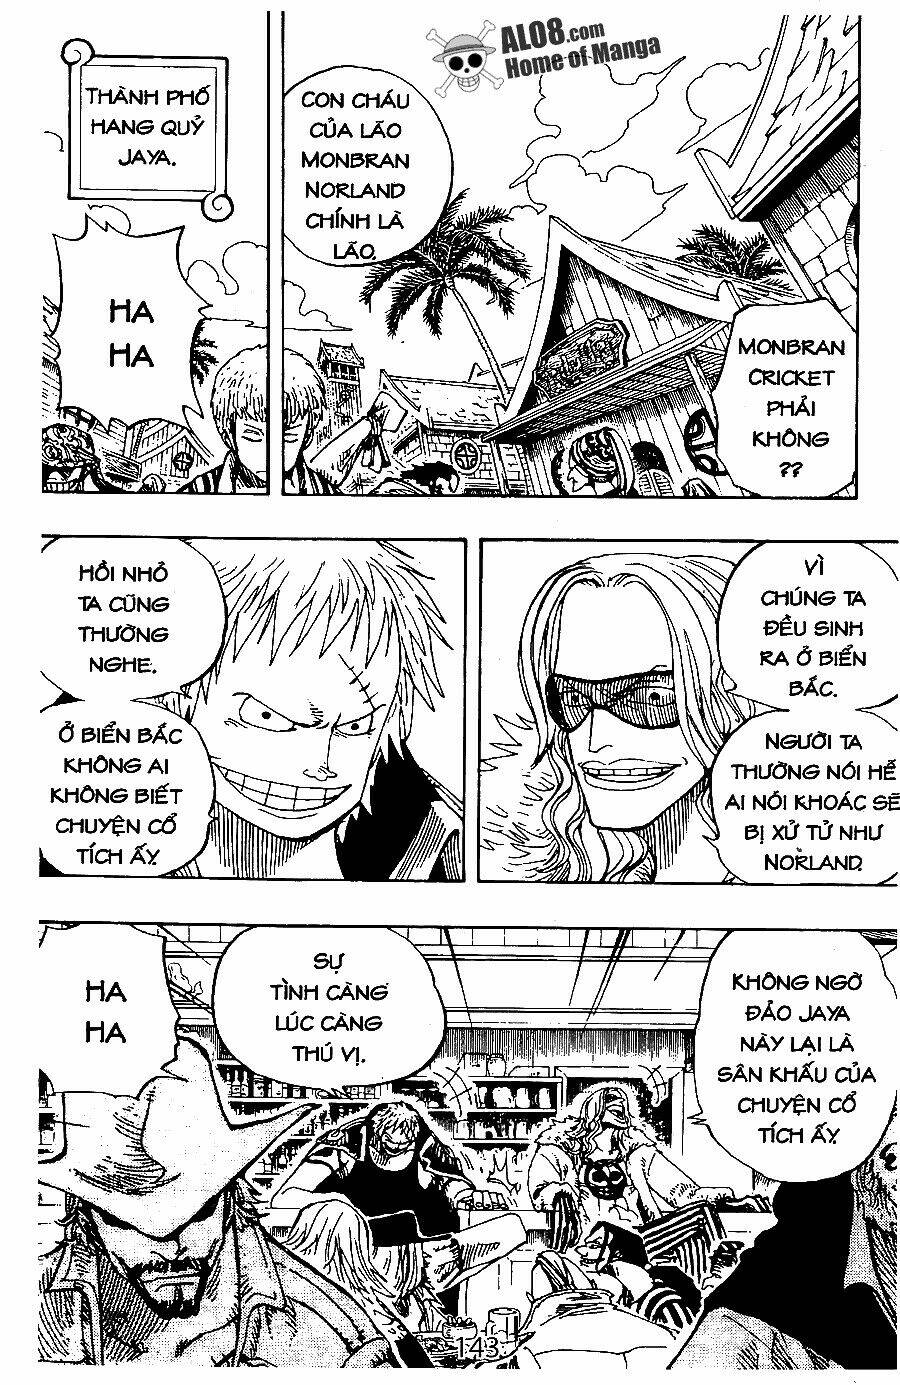 AL08.com
Home of Manga
MONBRAN
CRICKET
PHẢI
KHÔNG
??
CON CHÁU
CỦA LÃO
MONBRAN
NORLAND
CHÍNH LÀ
LÃO.
THÀNH PHỐ
HANG QUỶ
JAYA.
HA
HA
VÌ
CHÚNG TA
ĐỀU SINH
RA Ở BIỂN
BẮC.
NGƯỜI TA
THƯỜNG NÓI HỄ
AI NÓI KHOÁC SẼ
BỊ XỬ TỬ NHƯ
NORLAND.
HỒI NHỎ
TA CŨNG
THƯỜNG
NGHE.
Ở BIỂN BẮC
KHÔNG AI
KHÔNG BIẾT
CHUYỆN CỔ
TÍCH ẤY.
KHÔNG NGỜ
ĐẢO JAYA
NÀY LẠI LÀ
SÂN KHẤU CỦA
CHUYỆN CỔ
TÍCH ẤY.
SỰ
TÌNH CÀNG
LÚC CÀNG
THÚ VỊ.
HA
HA
143